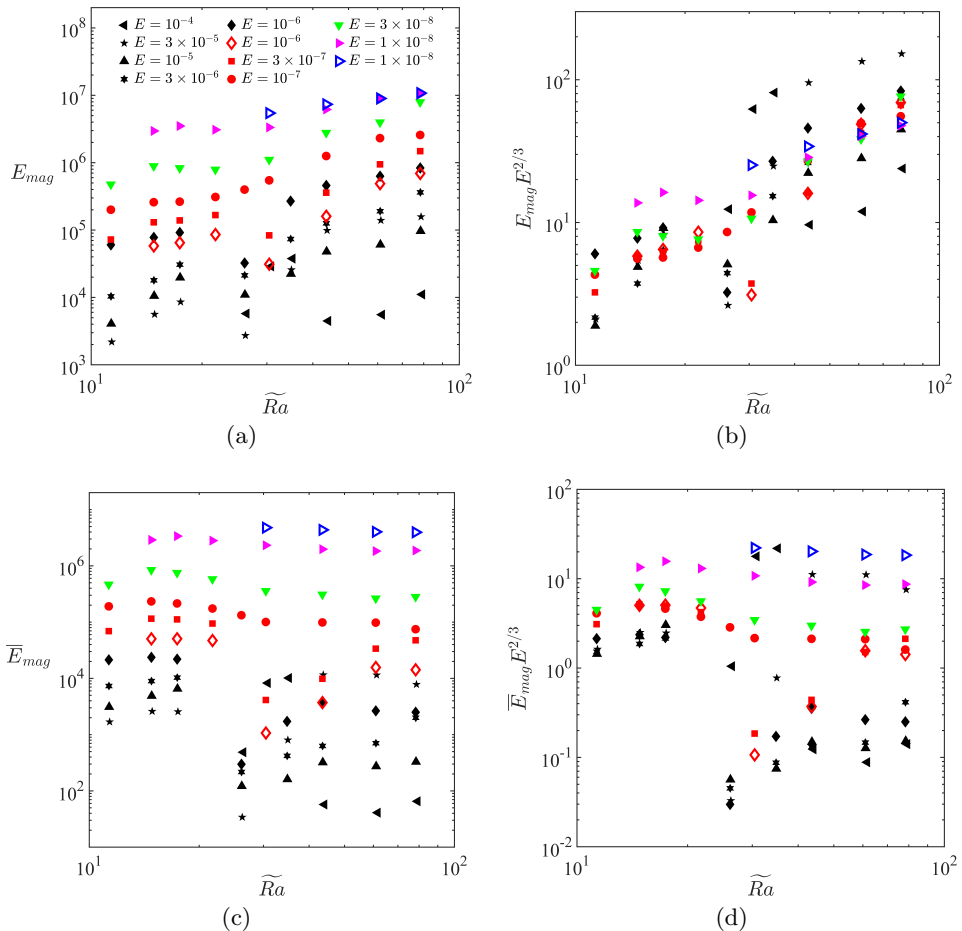 (a)
10^8
10^7
10^6
10^5
10^4
10^3
E_{mag}
E = 10^{-4}
E = 3 × 10^{-5}
E = 10^{-5}
E = 3 × 10^{-6}
E = 10^{-6}
E = 10^{-6}
E = 3 × 10^{-7}
E = 10^{-7}
E = 3 × 10^{-8}
E = 1 × 10^{-8}
E = 1 × 10^{-8}
10^1
10^2
\widetilde{Ra}
(b)
10^2
10^1
10^0
E_{mag}E^{2/3}
10^1
10^2
\widetilde{Ra}
(c)
10^6
10^4
10^2
\overline{E}_{mag}
10^1
10^2
\widetilde{Ra}
(d)
10^2
10^1
10^0
10^{-1}
10^{-2}
\overline{E}_{mag}E^{2/3}
10^1
10^2
\widetilde{Ra}